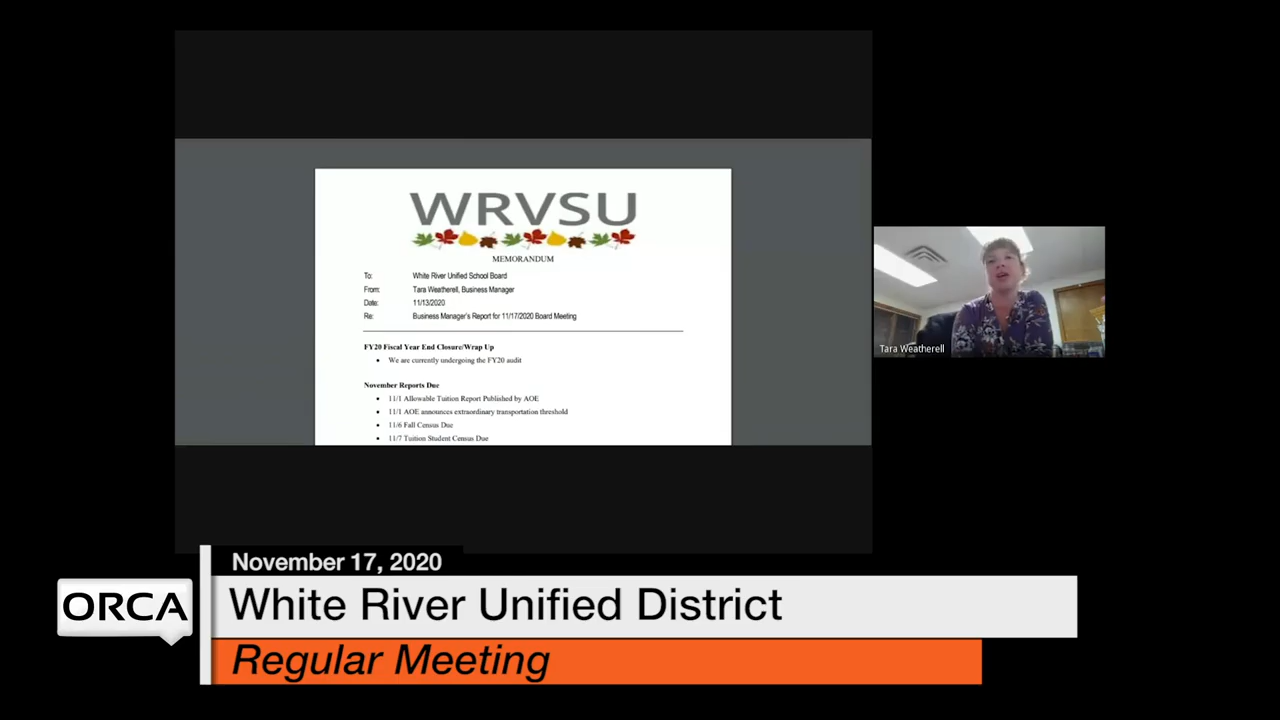 WRVSU
MEMORANDUM
To: White River Unified School Board
From: Tara Weatherell, Business Manager
Date: 11/13/2020
Re: Business Manager's Report for 11/17/2020 Board Meeting
FY20 Fiscal Year End Closure/Wrap Up
• We are currently undergoing the FY20 audit
November Reports Due
• 11/1 Allowable Tuition Report Published by AOE
• 11/1 AOE announces extraordinary transportation threshold
• 11/6 Fall Census Due
• 11/7 Tuition Student Census Due
Tara Weatherell
November 17, 2020
ORCA
White River Unified District
Regular Meeting